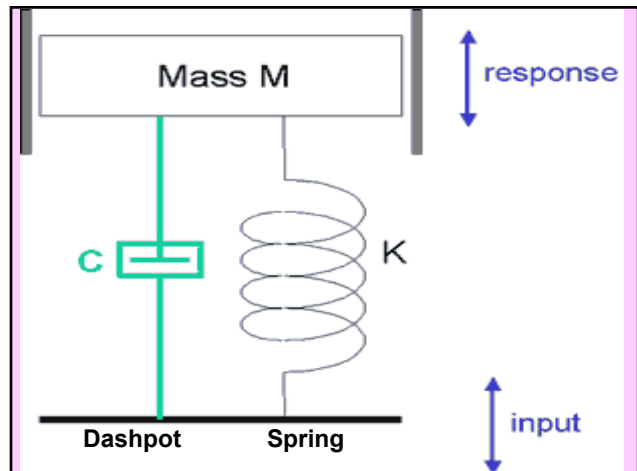 Mass M
response
C
K
input
Dashpot
Spring